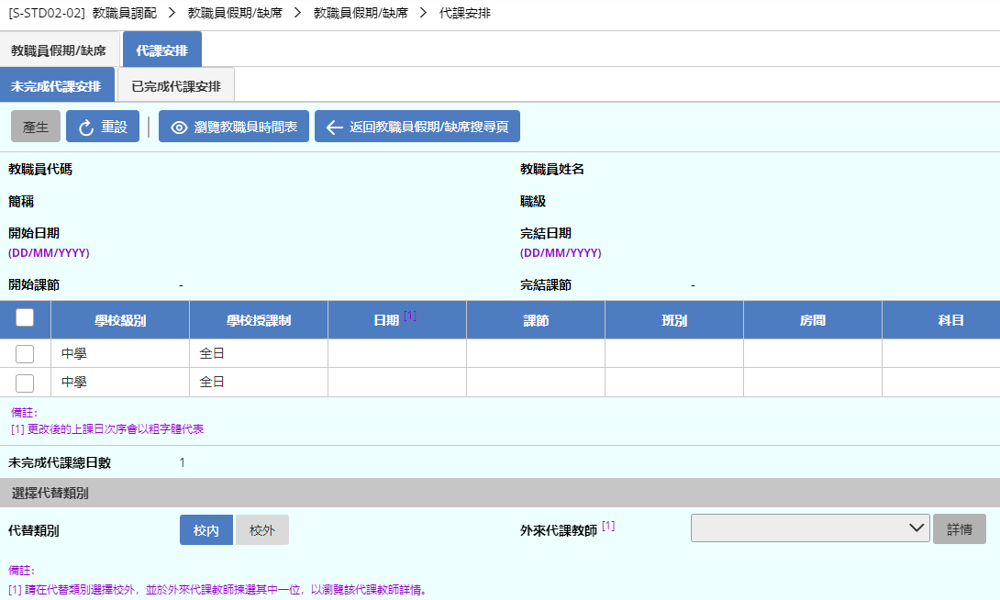 [S-STD02-02] 教職員調配 > 教職員假期/缺席 > 教職員假期/缺席 > 代課安排
教職員假期/缺席 代課安排
未完成代課安排 已完成代課安排
產生 重設 瀏覽教職員時間表 返回教職員假期/缺席搜尋頁
教職員代碼 教職員姓名
簡稱 職級
開始日期 完結日期
(DD/MM/YYYY) (DD/MM/YYYY)
開始課節 - 完結課節 -
學校級別 學校授課制 日期 [1] 課節 班別 房間 科目
中學 全日
中學 全日
備註:
[1] 更改後的上課日次序會以粗字體代表
未完成代課總日數 1
選擇代替類別
代替類別 校內 校外 外來代課教師 [1] 詳情
備註:
[1] 請在代替類別選擇校外，並於外來代課教師揀選其中一位，以瀏覽該代課教師詳情。